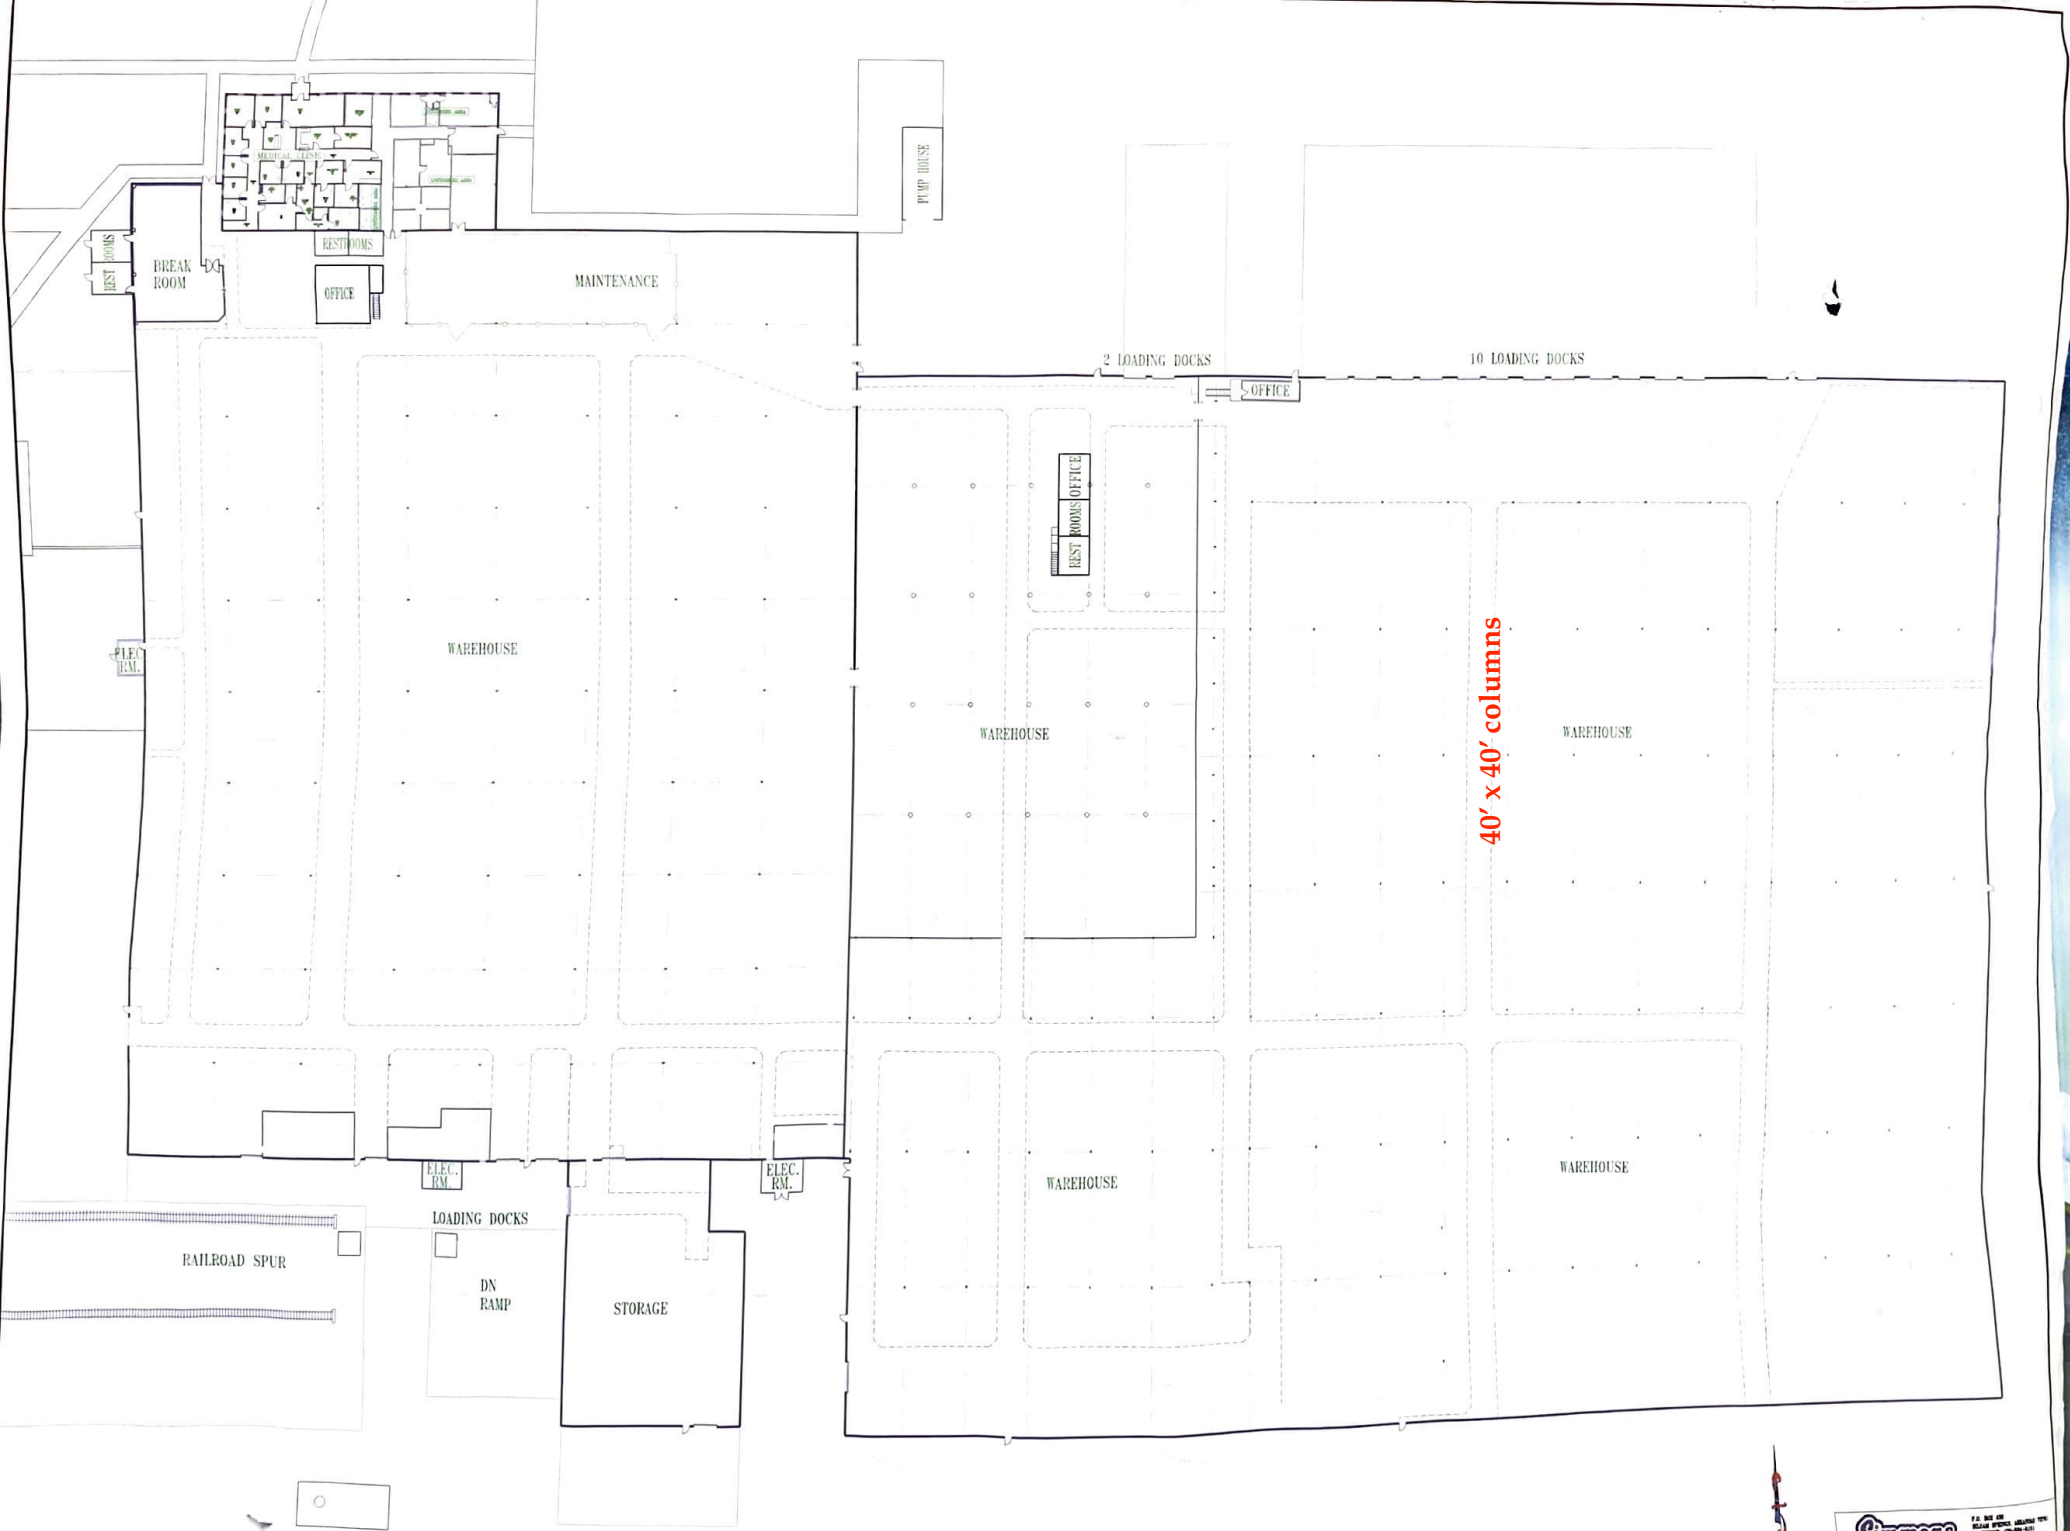 CONFERENCE AREA
MEDICAL CLINIC
PUMP HOUSE
RESTROOMS
REST ROOMS
BREAK
ROOM
OFFICE
MAINTENANCE
2 LOADING DOCKS
10 LOADING DOCKS
OFFICE
OFFICE
REST ROOMS
40' x 40' columns
ELEC
RM.
WAREHOUSE
WAREHOUSE
WAREHOUSE
ELEC.
RM.
ELEC.
RM.
WAREHOUSE
WAREHOUSE
LOADING DOCKS
RAILROAD SPUR
DN
RAMP
STORAGE